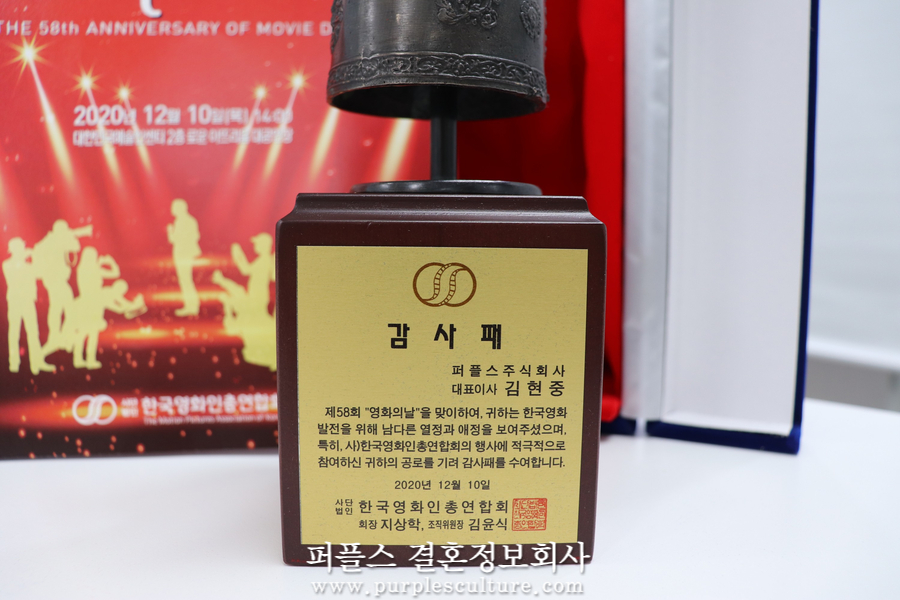 THE 58th ANNIVERSARY OF MOVIE D
2020년 12월 10일(목) 14:00
감사패
퍼플스주식회사
대표이사 김현중
제58회 "영화의날"을 맞이하여, 귀하는 한국영화
발전을 위해 남다른 열정과 애정을 보여주셨으며,
특히, 사)한국영화인총연합회의 행사에 적극적으로
참여하신 귀하의 공로를 기려 감사패를 수여합니다.
2020년 12월 10일
사단법인 한국영화인총연합회
회장 지상학, 조직위원장 김윤식
한국영화인총연합회
퍼플스 결혼정보회사
www.purplesculture.com